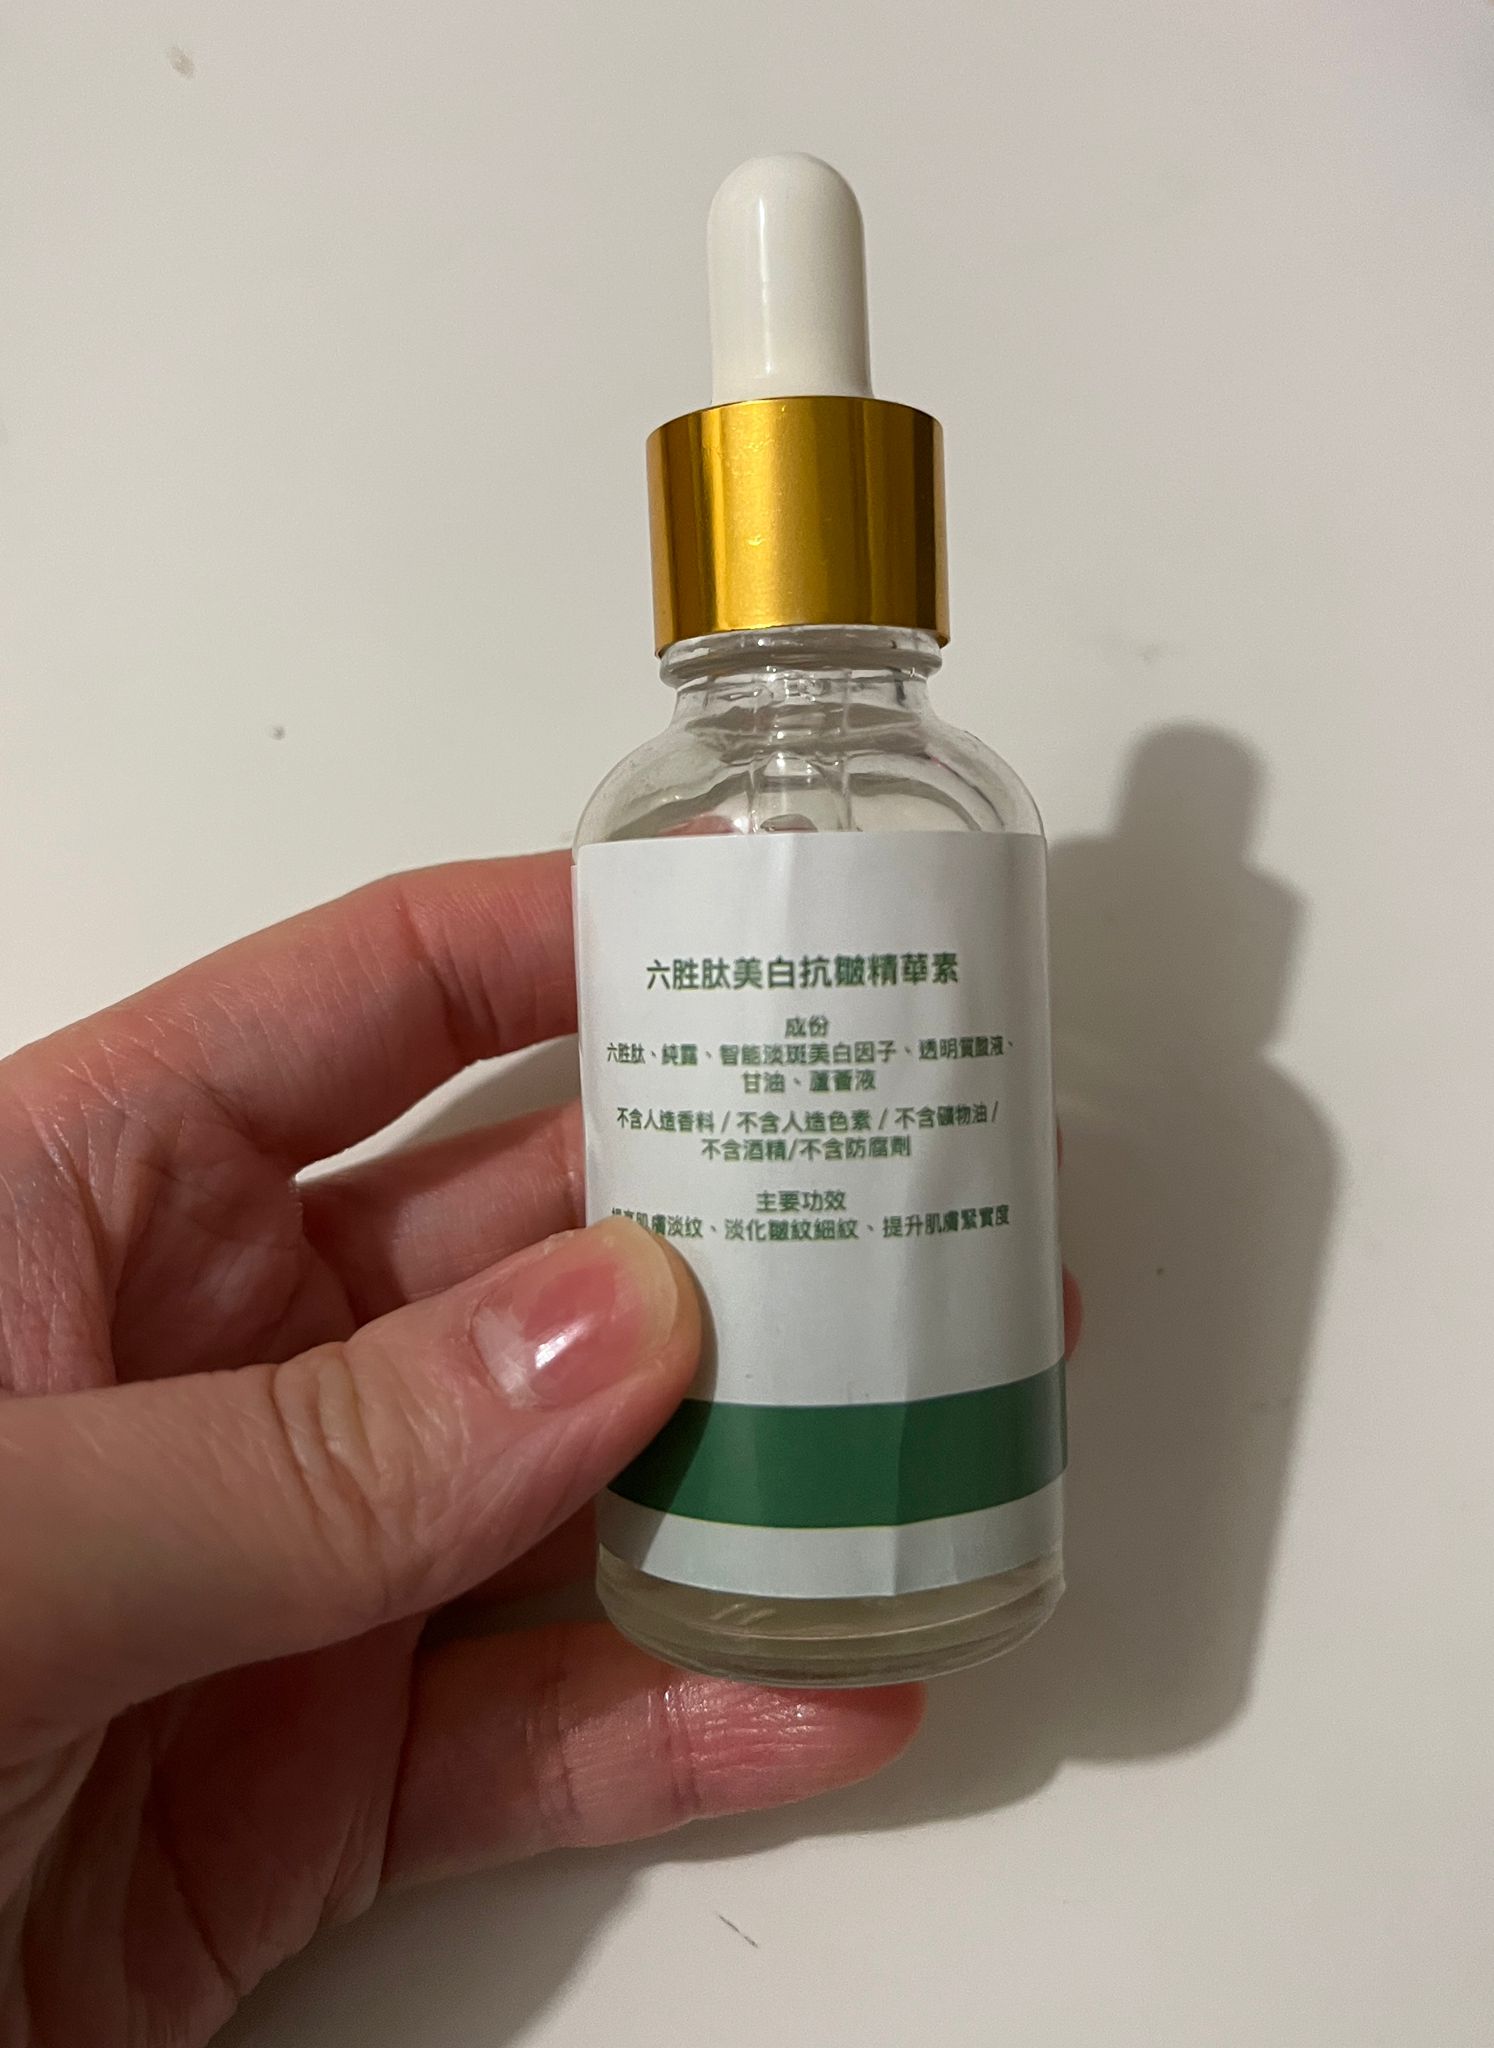 六胜肽美白抗皺精華素
成份
六胜肽、純露、智能淡斑美白因子、透明質酸液、
甘油、蘆薈液
不含人造香料 / 不含人造色素 / 不含礦物油 /
不含酒精/不含防腐劑
主要功效
肌膚淡纹、淡化皺紋細紋、提升肌膚緊實度